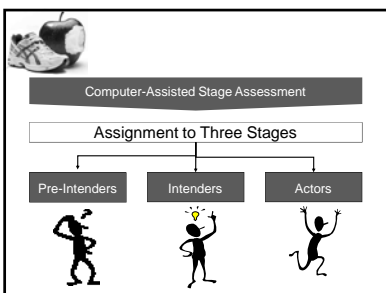 Computer-Assisted Stage Assessment
Assignment to Three Stages
Pre-Intenders
Intenders
Actors